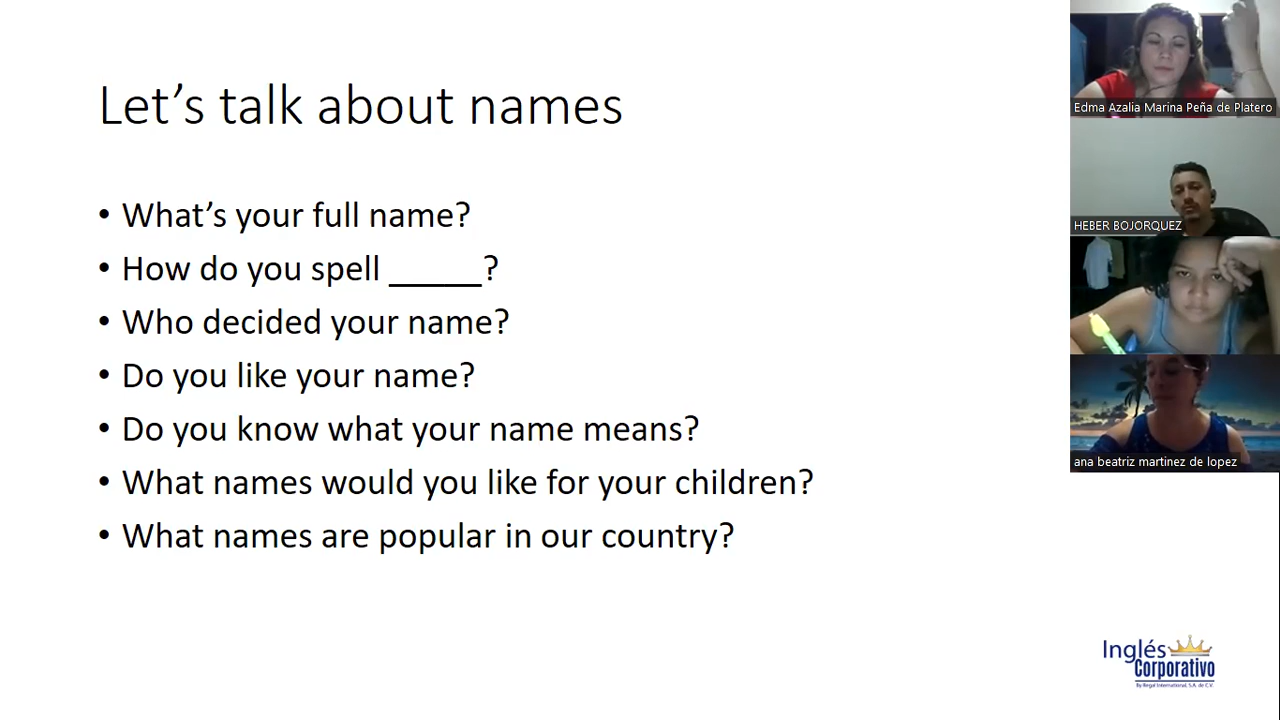 Let's talk about names
• What's your full name?
• How do you spell _____?
• Who decided your name?
• Do you like your name?
• Do you know what your name means?
• What names would you like for your children?
• What names are popular in our country?
Edma Azalia Marina Peña de Platero
HEBER BOJORQUEZ
ana beatriz martinez de lopez
Inglés
Corporativo
By Regal International, S.A. de C.V.